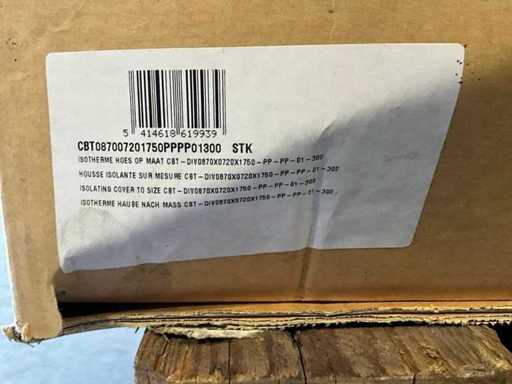 5 414618 619939
CBT087007201750PPPP01300 STK
ISOTHERME HOES OP MAAT CBT-DIV0870X0720X1750-PP-PP-01-300
HOUSSE ISOLANTE SUR MESURE CBT-DIV0870X0720X1750-PP-PP-01-300
ISOLATING COVER TO SIZE CBT-DIV0870X0720X1750-PP-PP-01-300
ISOTHERME HAUBE NACH MASS CBT-DIV0870X0720X1750-PP-PP-01-300